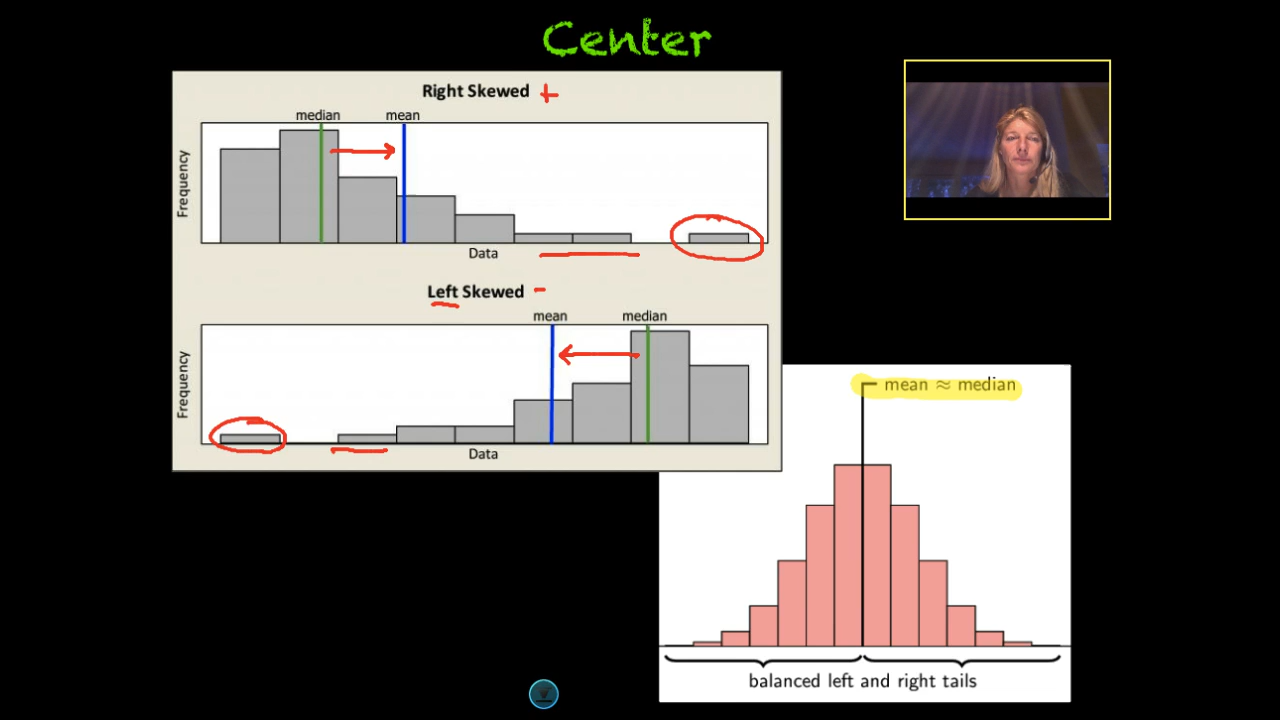 Center
Right Skewed +
median mean
Frequency
Data
Left Skewed -
mean median
Frequency
Data
mean ≈ median
balanced left and right tails